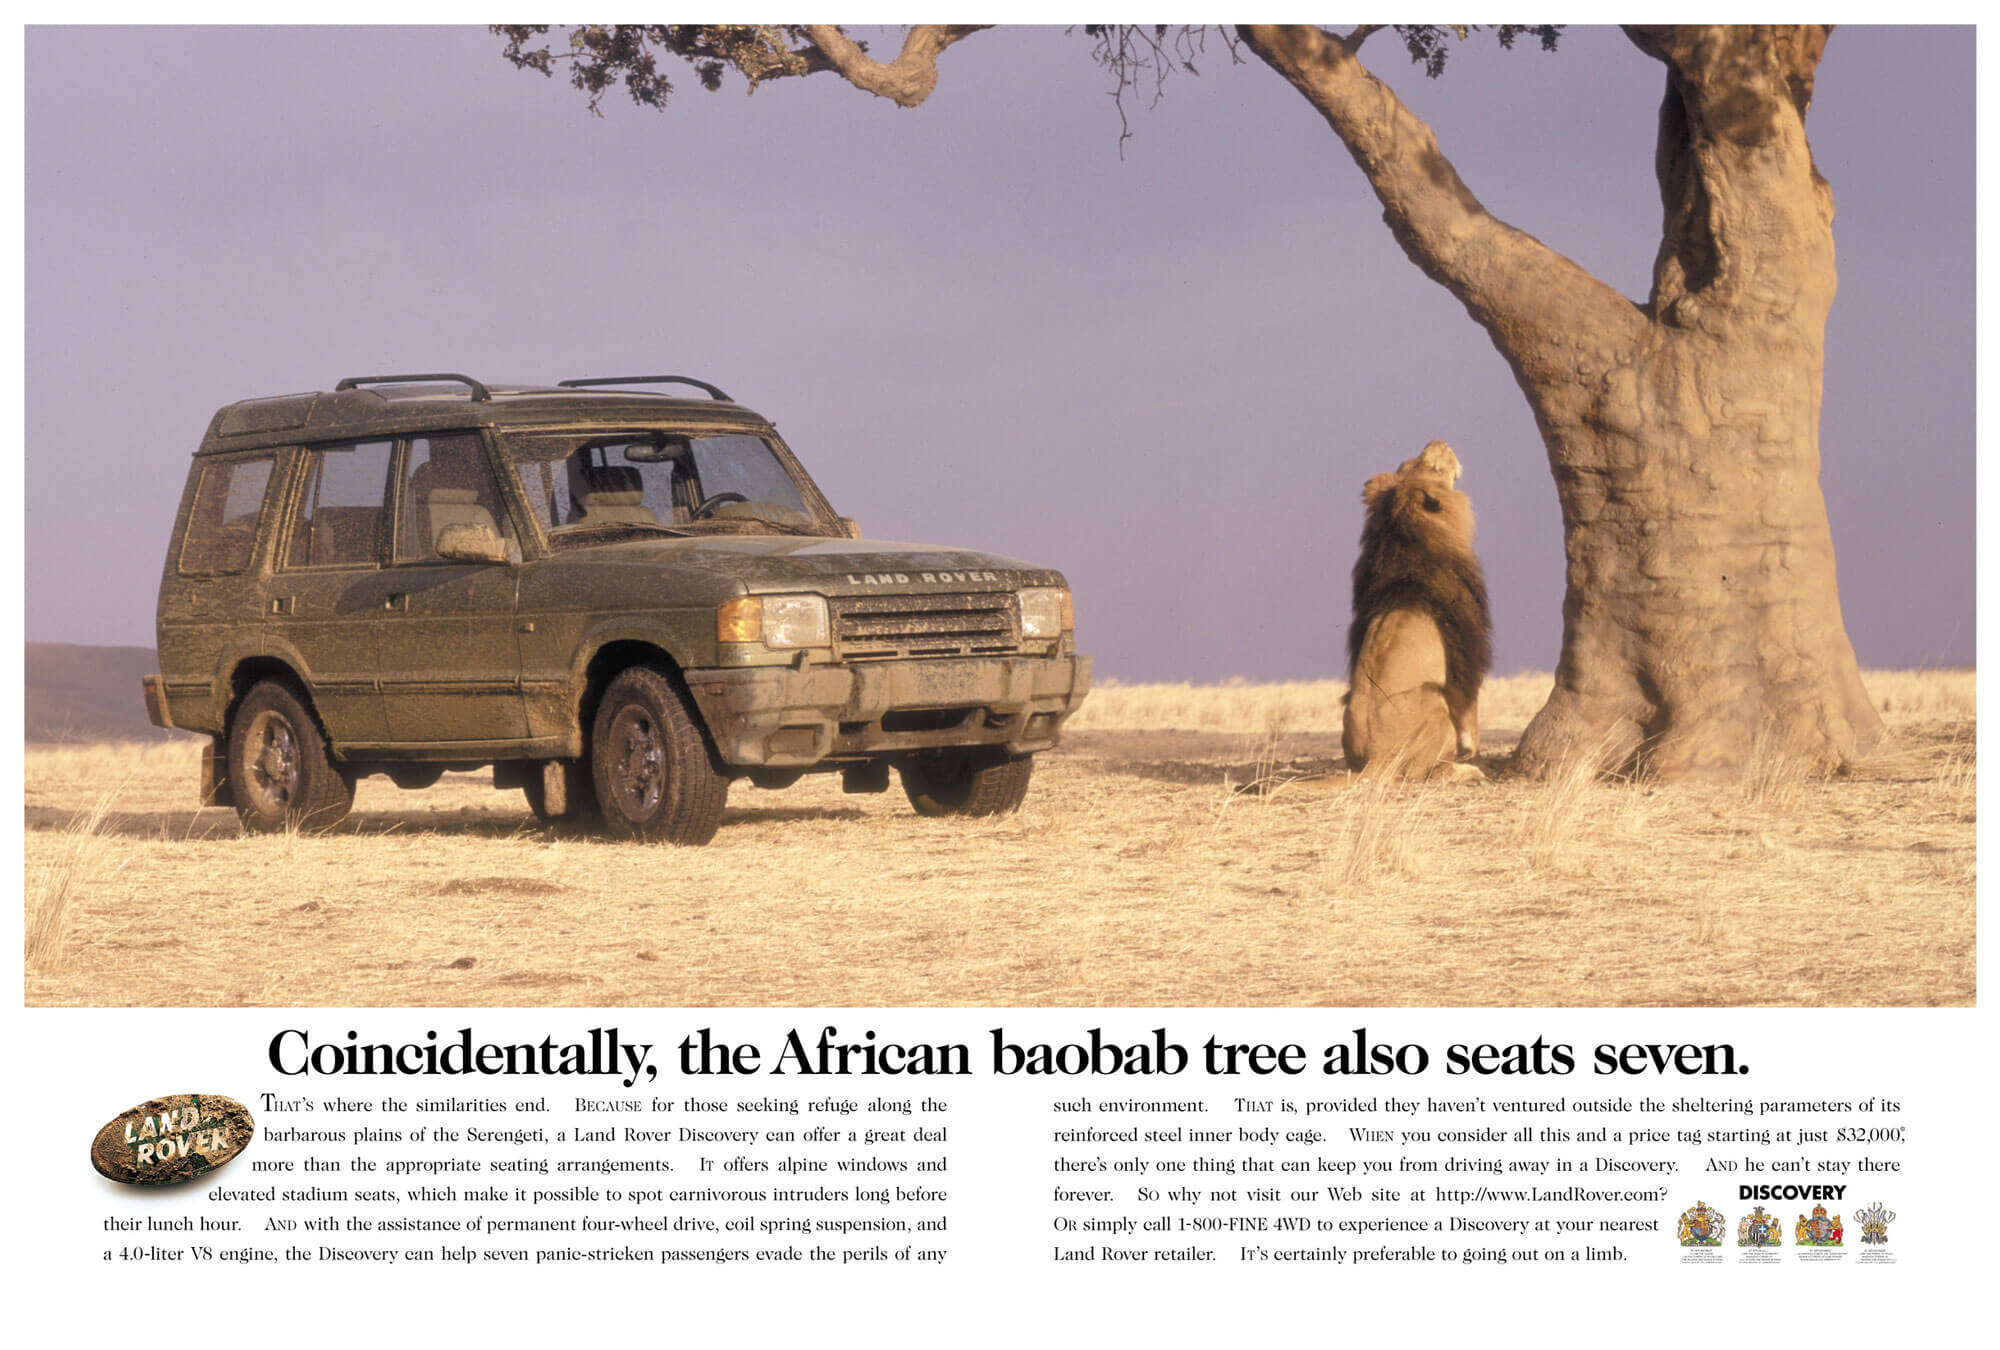 LAND ROVER
Coincidentally, the African baobab tree also seats seven.
LAND
ROVER
THAT'S where the similarities end. BECAUSE for those seeking refuge along the
barbarous plains of the Serengeti, a Land Rover Discovery can offer a great deal
more than the appropriate seating arrangements. IT offers alpine windows and
elevated stadium seats, which make it possible to spot carnivorous intruders long before
their lunch hour. AND with the assistance of permanent four-wheel drive, coil spring suspension, and
a 4.0-liter V8 engine, the Discovery can help seven panic-stricken passengers evade the perils of any
such environment. THAT is, provided they haven't ventured outside the sheltering parameters of its
reinforced steel inner body cage. WHEN you consider all this and a price tag starting at just $32,000,*
there's only one thing that can keep you from driving away in a Discovery. AND he can't stay there
forever. SO why not visit our Web site at http://www.LandRover.com?
OR simply call 1-800-FINE 4WD to experience a Discovery at your nearest
Land Rover retailer. IT'S certainly preferable to going out on a limb.
DISCOVERY